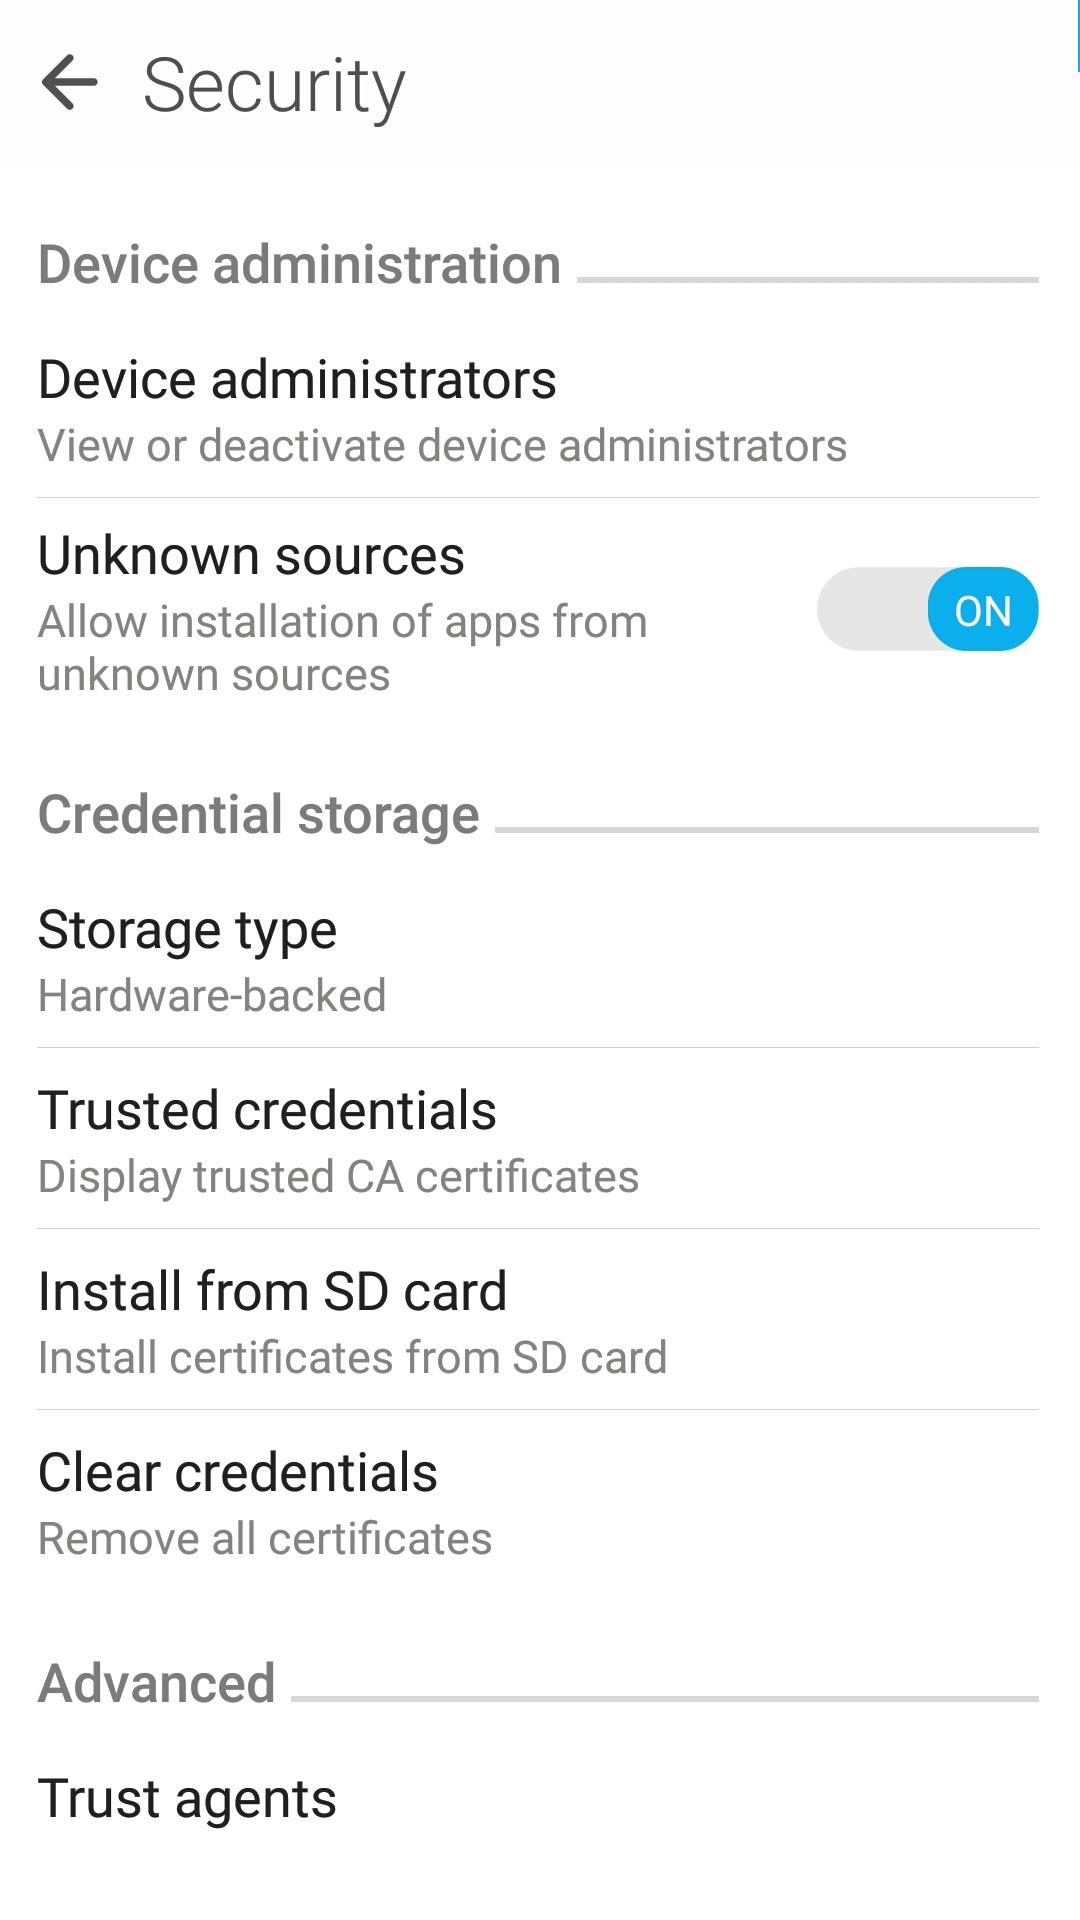 Security
Device administration
Device administrators
View or deactivate device administrators
Unknown sources
Allow installation of apps from
unknown sources
ON
Credential storage
Storage type
Hardware-backed
Trusted credentials
Display trusted CA certificates
Install from SD card
Install certificates from SD card
Clear credentials
Remove all certificates
Advanced
Trust agents